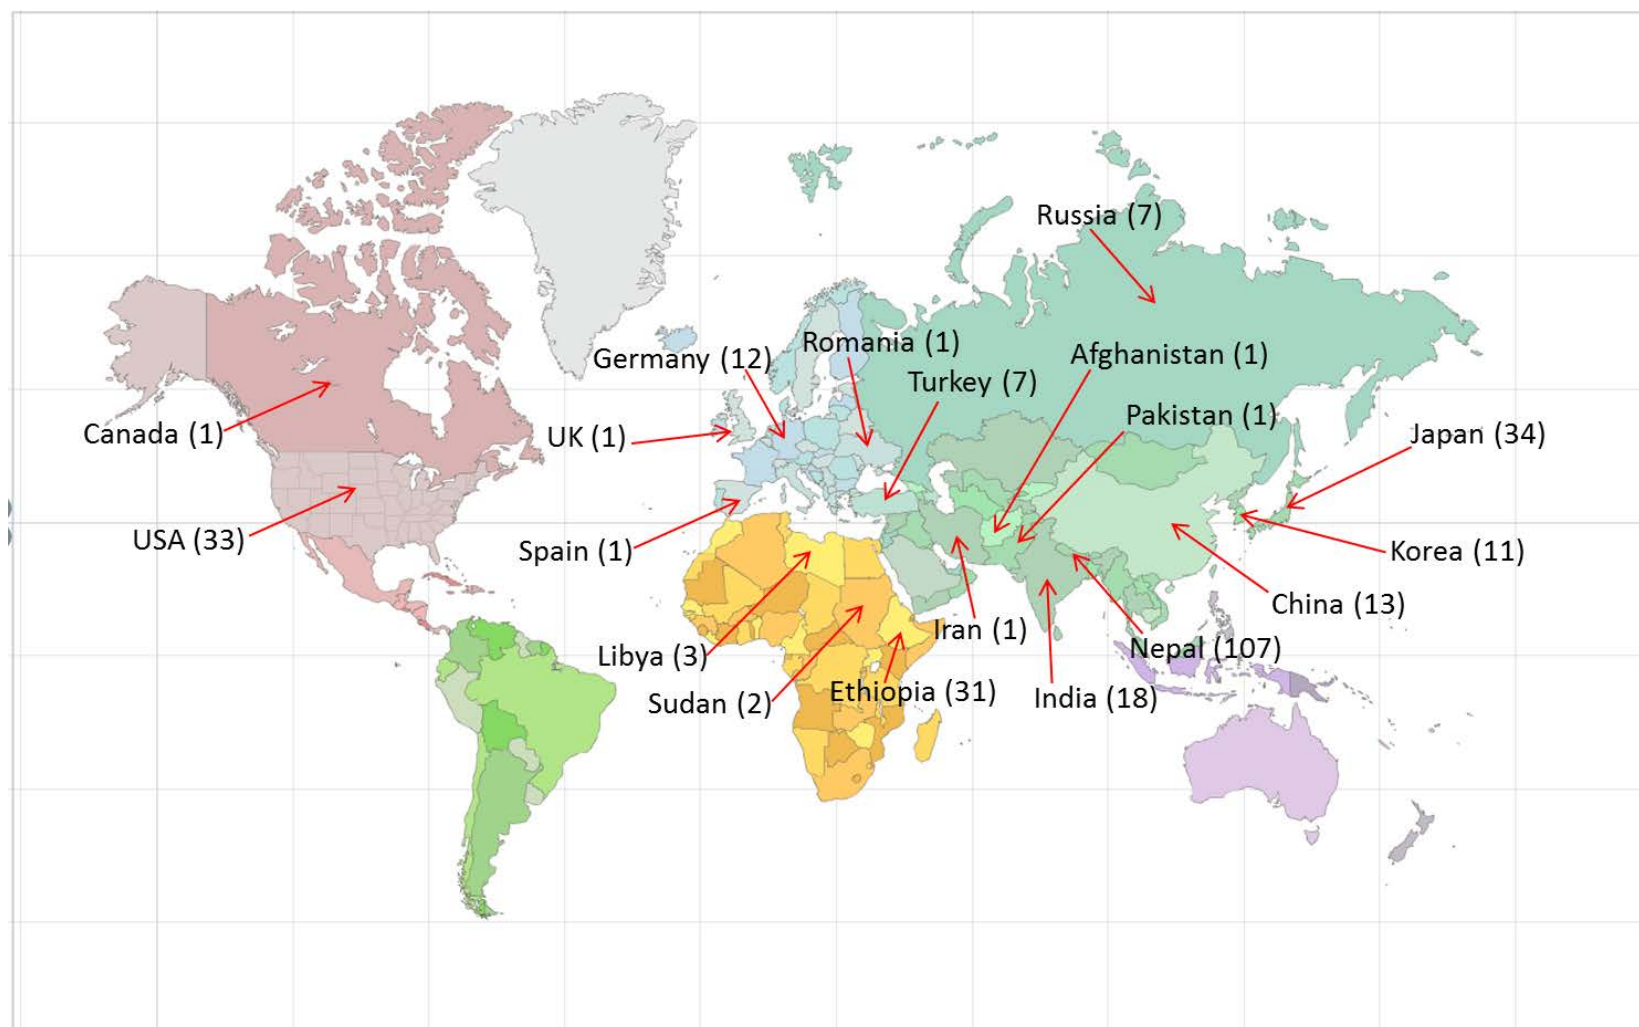 Russia (7)
Romania (1)
Germany (12)
Afghanistan (1)
Turkey (7)
Pakistan (1)
Canada (1)
UK (1)
Japan (34)
USA (33)
Spain (1)
Korea (11)
China (13)
Iran (1)
Nepal (107)
Libya (3)
Ethiopia (31)
India (18)
Sudan (2)